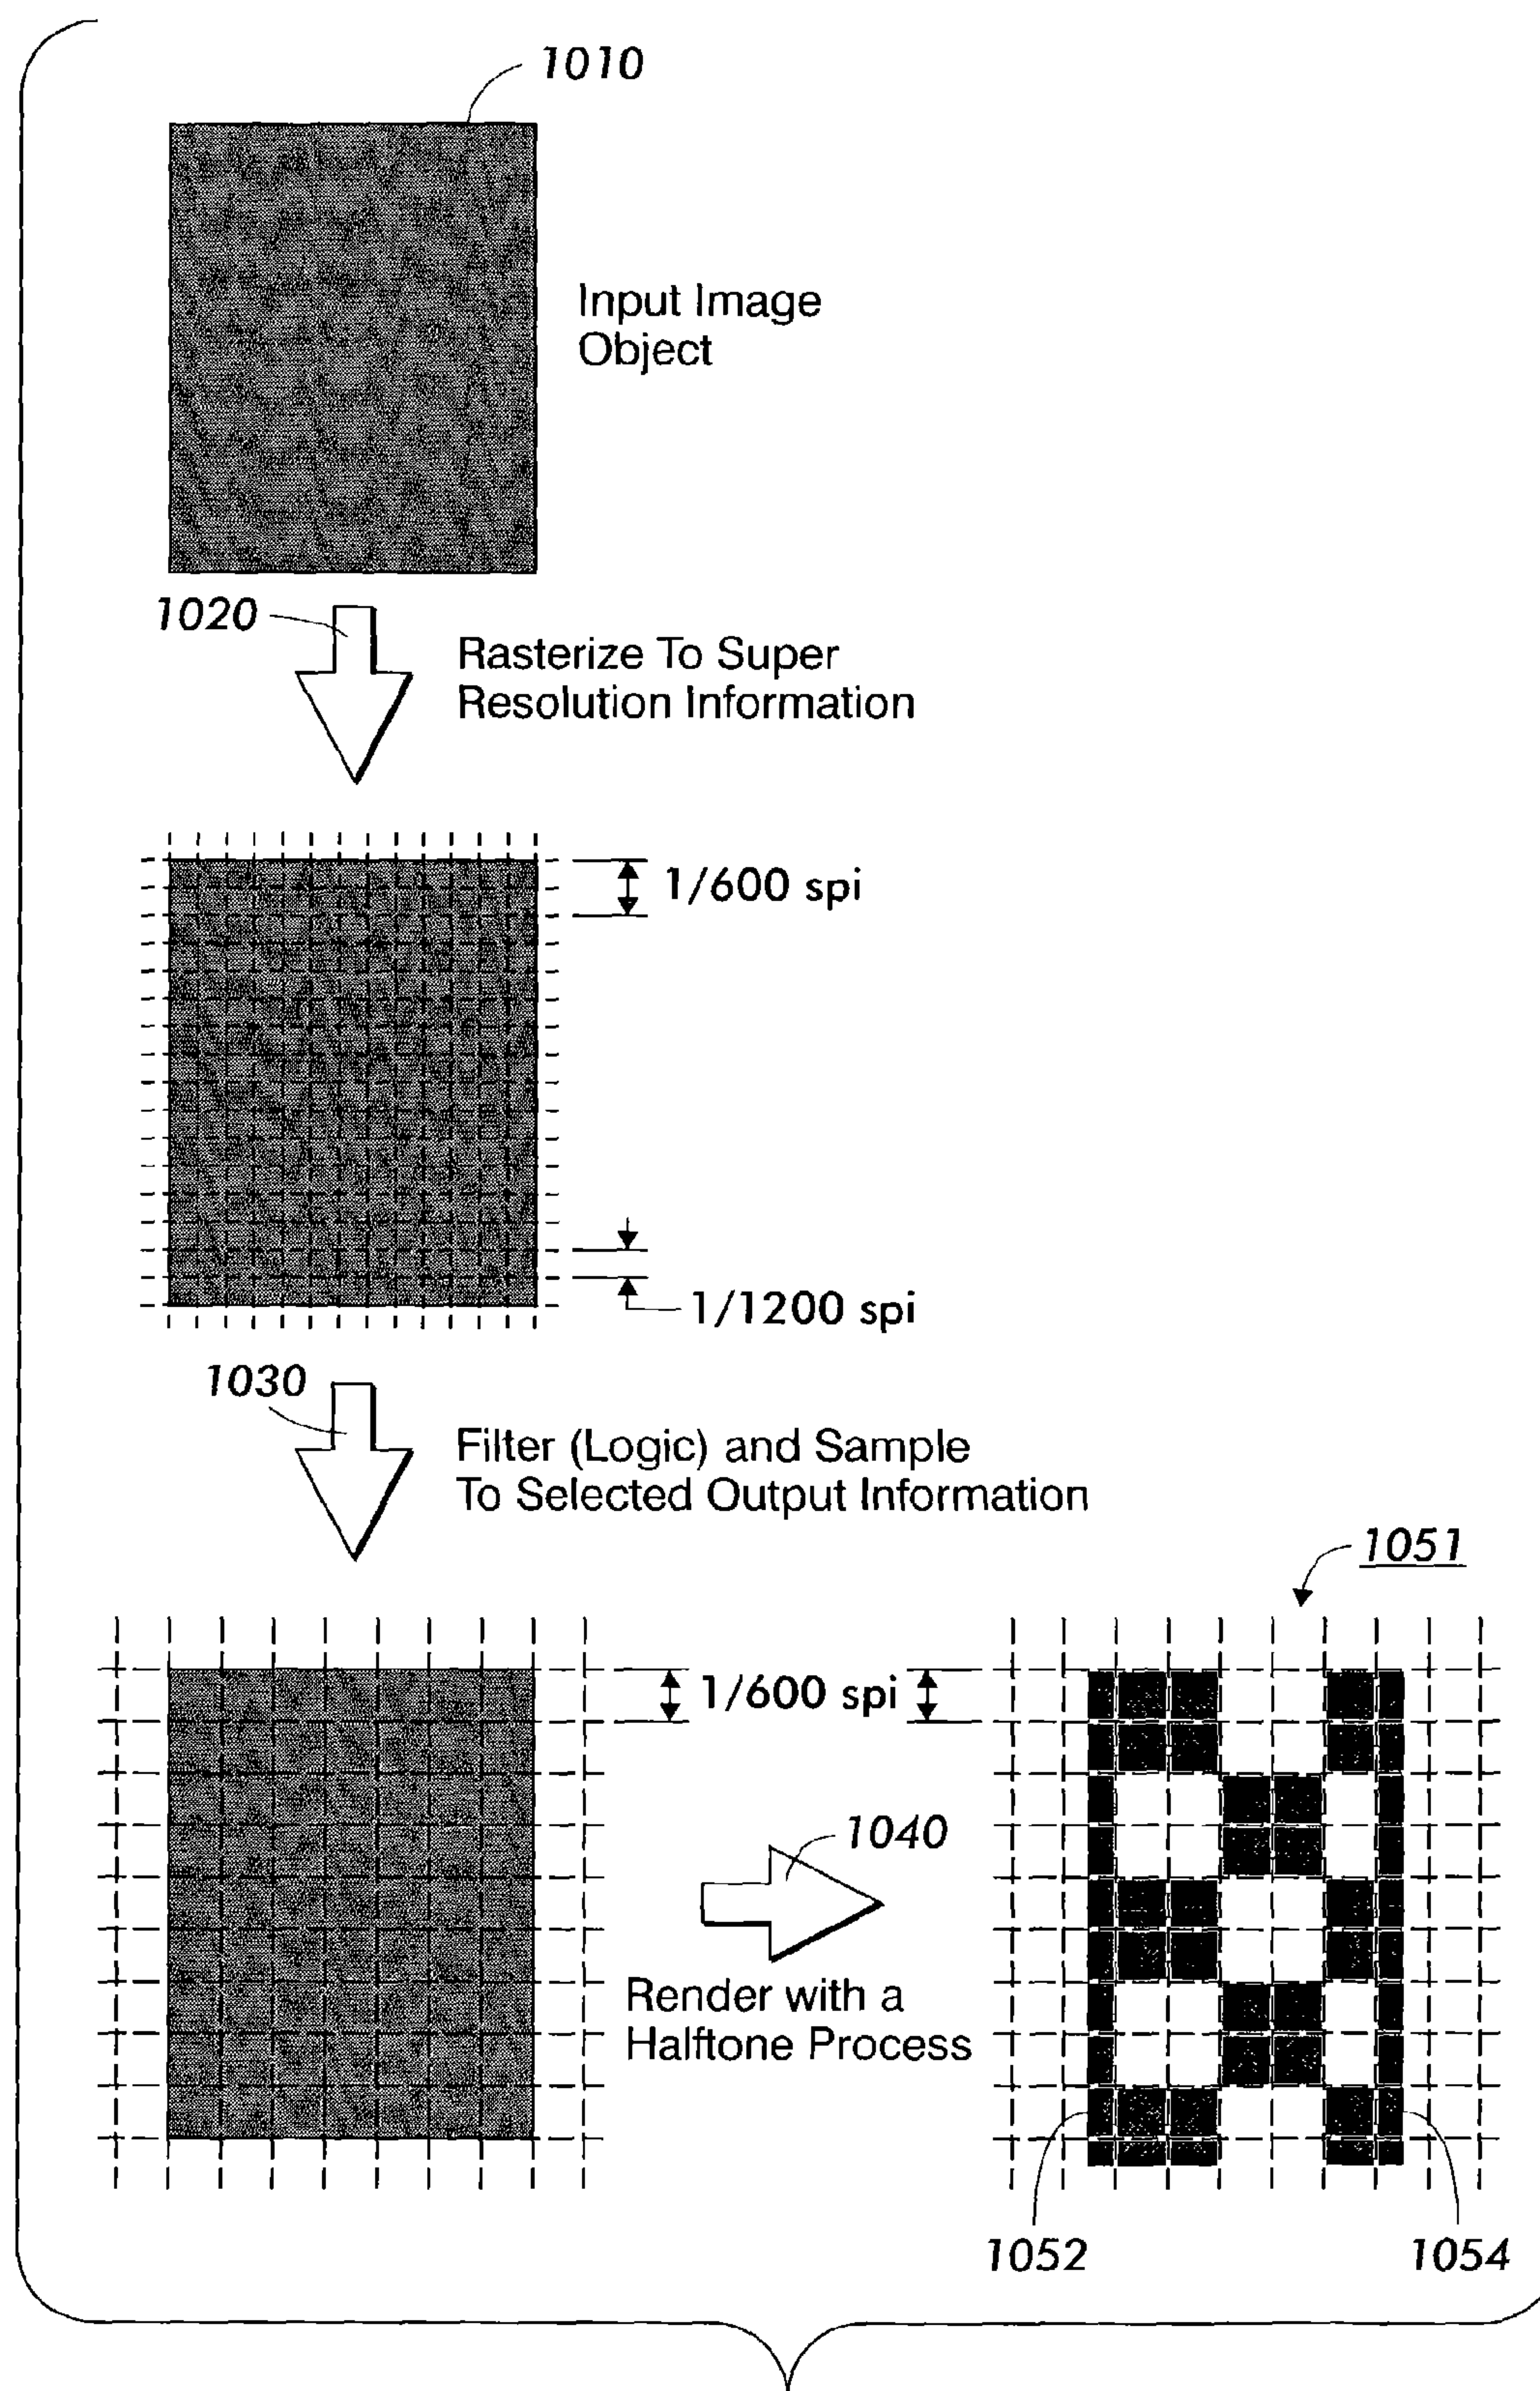 1010
Input Image
Object
1020
Rasterize To Super
Resolution Information
1/600 spi
1/1200 spi
1030
Filter (Logic) and Sample
To Selected Output Information
1051
1/600 spi
1040
Render with a
Halftone Process
1052
1054